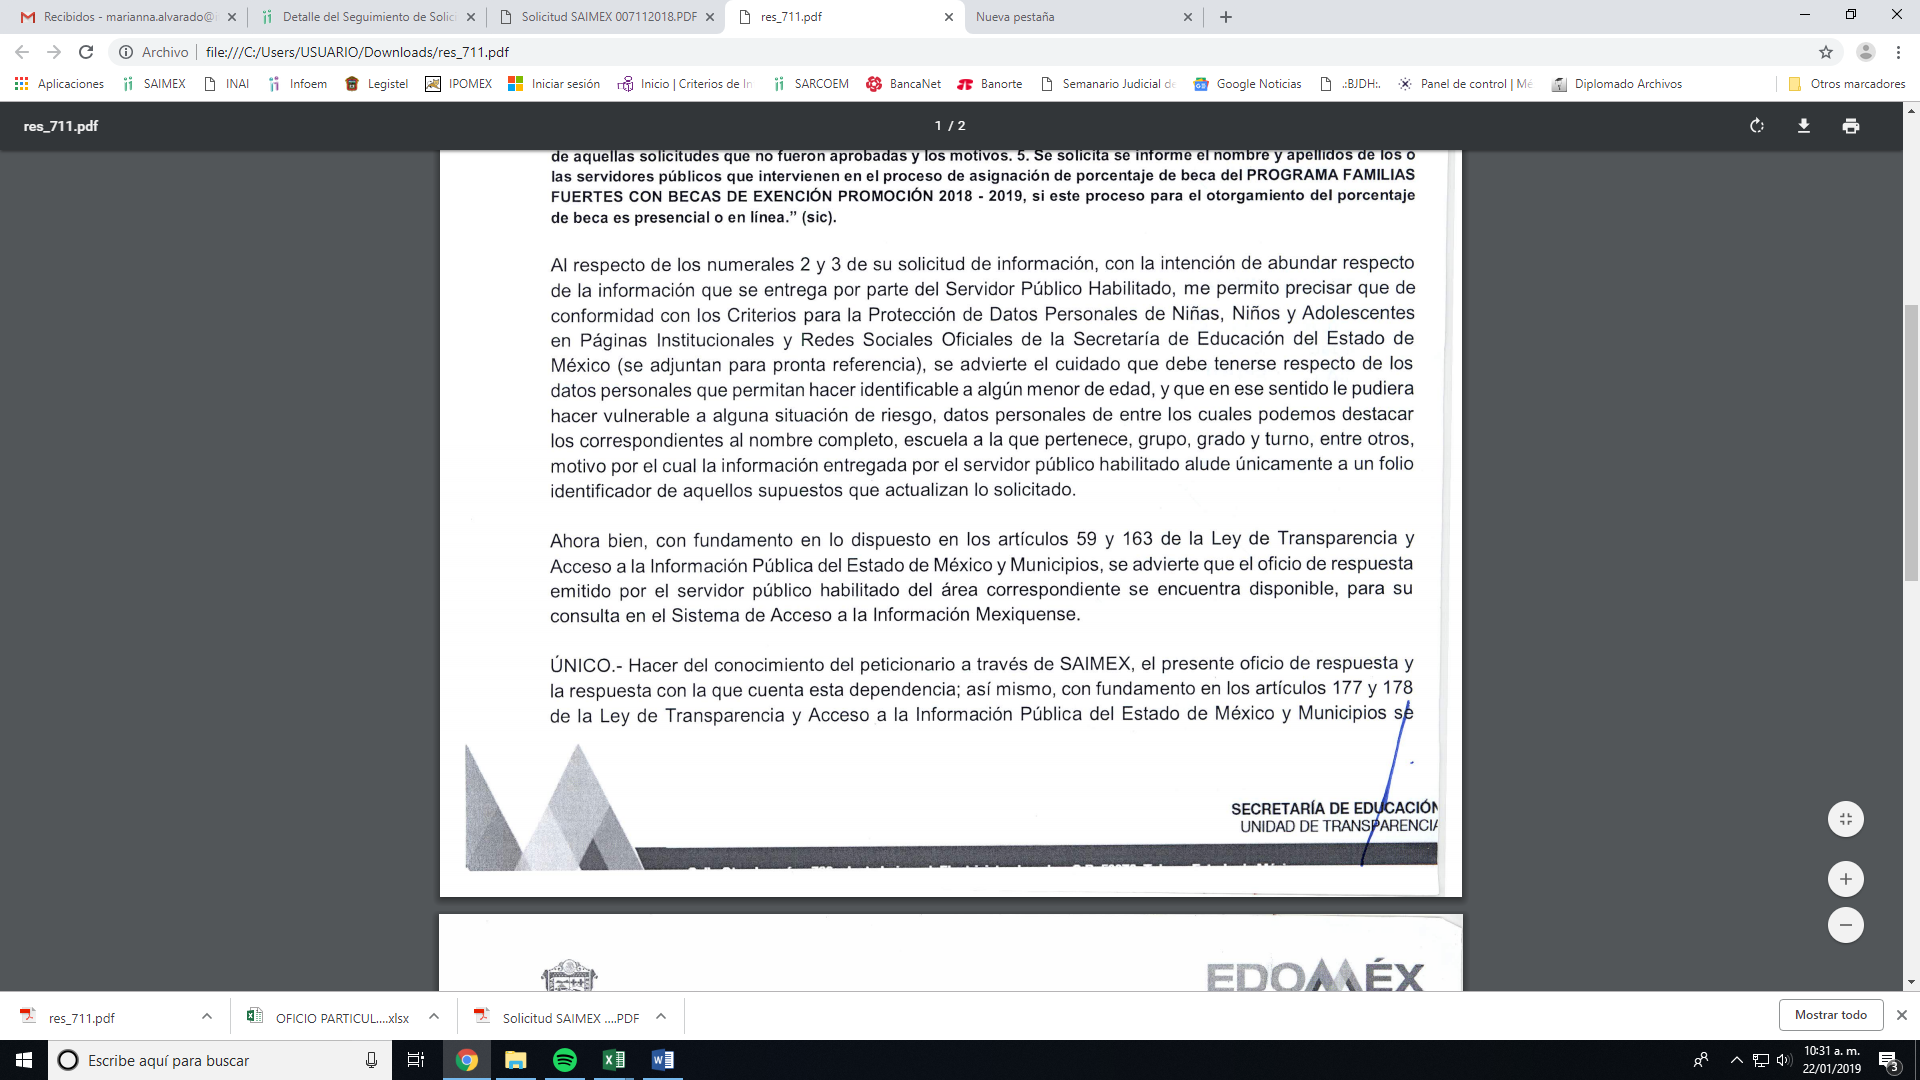 Recibidos - marianna.alvarado@
Detalle del Seguimiento de Solic
Solicitud SAIMEX 007112018.PDF
res_711.pdf
Nueva pestaña
Archivo
file:///C:/Users/USUARIO/Downloads/res_711.pdf
Aplicaciones
SAIMEX
INAI
Infoem
Legistel
IPOMEX
Iniciar sesión
Inicio | Criterios de In
SARCOEM
BancaNet
Banorte
Semanario Judicial de
Google Noticias
.:BJDH:.
Panel de control | Mé
Diplomado Archivos
Otros marcadores
res_711.pdf
1 / 2
de aquellas solicitudes que no fueron aprobadas y los motivos. 5. Se solicita se informe el nombre y apellidos de los o
las servidores públicos que intervienen en el proceso de asignación de porcentaje de beca del PROGRAMA FAMILIAS
FUERTES CON BECAS DE EXENCIÓN PROMOCIÓN 2018 - 2019, si este proceso para el otorgamiento del porcentaje
de beca es presencial o en línea.” (sic).
Al respecto de los numerales 2 y 3 de su solicitud de información, con la intención de abundar respecto
de la información que se entrega por parte del Servidor Público Habilitado, me permito precisar que de
conformidad con los Criterios para la Protección de Datos Personales de Niñas, Niños y Adolescentes
en Páginas Institucionales y Redes Sociales Oficiales de la Secretaría de Educación del Estado de
México (se adjuntan para pronta referencia), se advierte el cuidado que debe tenerse respecto de los
datos personales que permitan hacer identificable a algún menor de edad, y que en ese sentido le pudiera
hacer vulnerable a alguna situación de riesgo, datos personales de entre los cuales podemos destacar
los correspondientes al nombre completo, escuela a la que pertenece, grupo, grado y turno, entre otros,
motivo por el cual la información entregada por el servidor público habilitado alude únicamente a un folio
identificador de aquellos supuestos que actualizan lo solicitado.
Ahora bien, con fundamento en lo dispuesto en los artículos 59 y 163 de la Ley de Transparencia y
Acceso a la Información Pública del Estado de México y Municipios, se advierte que el oficio de respuesta
emitido por el servidor público habilitado del área correspondiente se encuentra disponible, para su
consulta en el Sistema de Acceso a la Información Mexiquense.
ÚNICO.- Hacer del conocimiento del peticionario a través de SAIMEX, el presente oficio de respuesta y
la respuesta con la que cuenta esta dependencia; así mismo, con fundamento en los artículos 177 y 178
de la Ley de Transparencia y Acceso a la Información Pública del Estado de México y Municipios se
SECRETARÍA DE EDUCACIÓN
UNIDAD DE TRANSPARENCIA
EDOMÉX
res_711.pdf
OFICIO PARTICUL....xlsx
Solicitud SAIMEX ....PDF
Mostrar todo
Escribe aquí para buscar
10:31 a. m.
22/01/2019
3